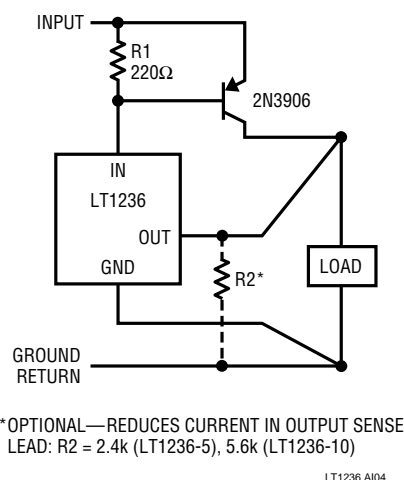 INPUT
R1
220Ω
2N3906
IN
LT1236
OUT
GND
R2*
LOAD
GROUND
RETURN
*OPTIONAL—REDUCES CURRENT IN OUTPUT SENSE
LEAD: R2 = 2.4k (LT1236-5), 5.6k (LT1236-10)
LT1236 AI04